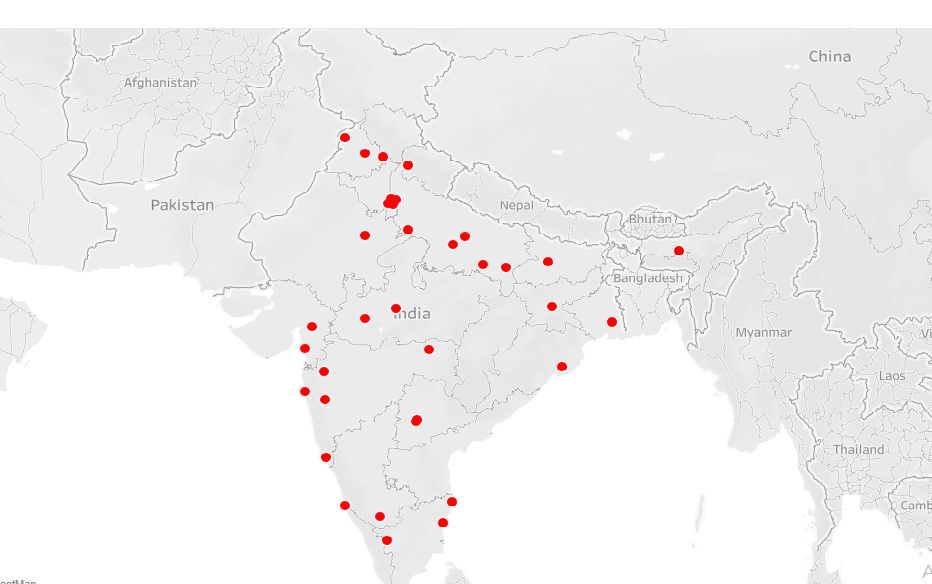 China
Afghanistan
Pakistan
Nepal
Bhutan
Bangladesh
India
Myanmar
Laos
Thailand